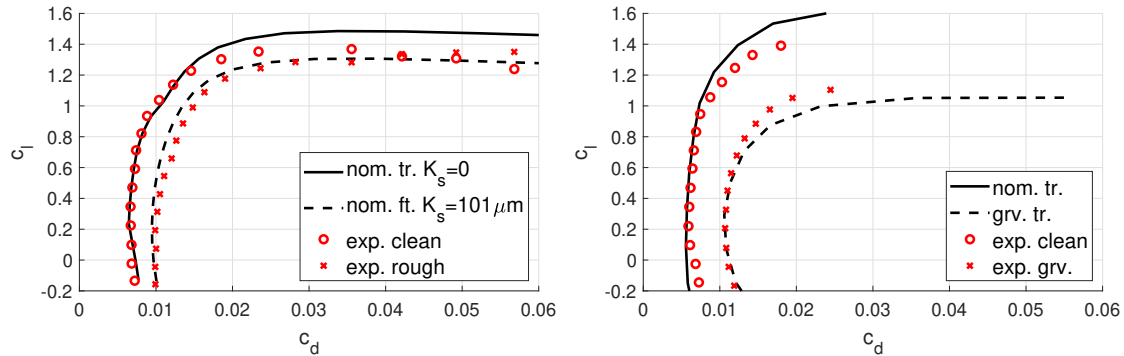 1.6
1.4
1.2
1
0.8
0.6
0.4
0.2
0
-0.2
c_l
0 0.01 0.02 0.03 0.04 0.05 0.06
c_d
nom. tr. K_s=0
nom. ft. K_s=101 μm
exp. clean
exp. rough
1.6
1.4
1.2
1
0.8
0.6
0.4
0.2
0
-0.2
c_l
0 0.01 0.02 0.03 0.04 0.05 0.06
c_d
nom. tr.
grv. tr.
exp. clean
exp. grv.